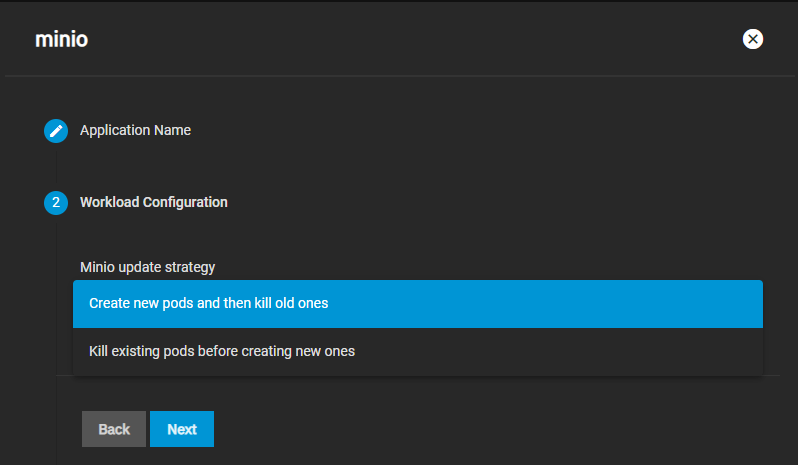 minio
Application Name
2 Workload Configuration
Minio update strategy
Create new pods and then kill old ones
Kill existing pods before creating new ones
Back Next